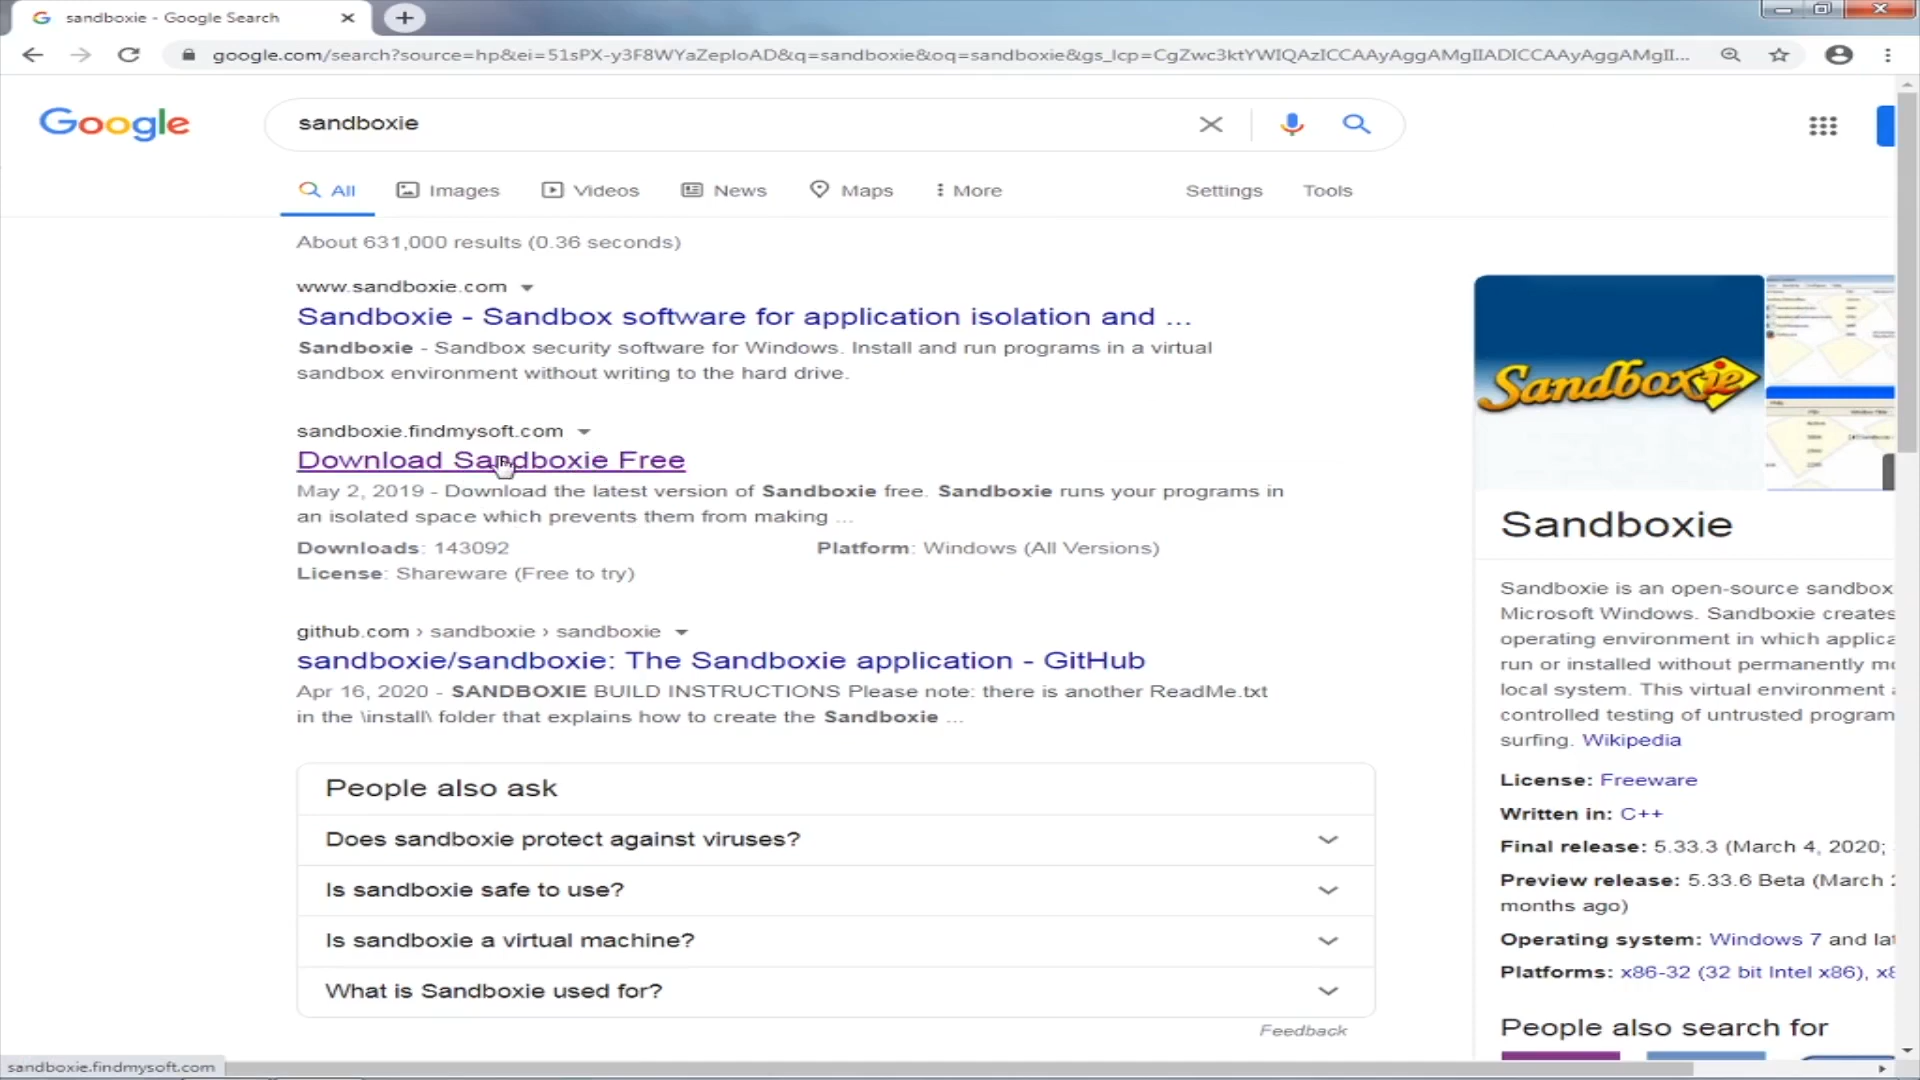 sandboxie - Google Search
google.com/search?source=hp&ei=51sPX-y3F8WYaZeploAD&q=sandboxie&oq=sandboxie&gs_lcp=CgZwc3ktYWIQAzICCAAyAggAMgIIADICCAAyAggAMgII...
Google
sandboxie
All Images Videos News Maps More Settings Tools
About 631,000 results (0.36 seconds)
www.sandboxie.com
Sandboxie - Sandbox software for application isolation and ...
Sandboxie - Sandbox security software for Windows. Install and run programs in a virtual
sandbox environment without writing to the hard drive.
sandboxie.findmysoft.com
Download Sandboxie Free
May 2, 2019 - Download the latest version of Sandboxie free. Sandboxie runs your programs in
an isolated space which prevents them from making ...
Downloads: 143092 Platform: Windows (All Versions)
License: Shareware (Free to try)
github.com › sandboxie › sandboxie
sandboxie/sandboxie: The Sandboxie application - GitHub
Apr 16, 2020 - SANDBOXIE BUILD INSTRUCTIONS Please note: there is another ReadMe.txt
in the \install\ folder that explains how to create the Sandboxie ...
People also ask
Does sandboxie protect against viruses?
Is sandboxie safe to use?
Is sandboxie a virtual machine?
What is Sandboxie used for?
Feedback
Sandboxie
Sandboxie
Sandboxie is an open-source sandbox
Microsoft Windows. Sandboxie creates
operating environment in which applica
run or installed without permanently m
local system. This virtual environment
controlled testing of untrusted program
surfing. Wikipedia
License: Freeware
Written in: C++
Final release: 5.33.3 (March 4, 2020;
Preview release: 5.33.6 Beta (March
months ago)
Operating system: Windows 7 and lat
Platforms: x86-32 (32 bit Intel x86), x8
People also search for
sandboxie.findmysoft.com